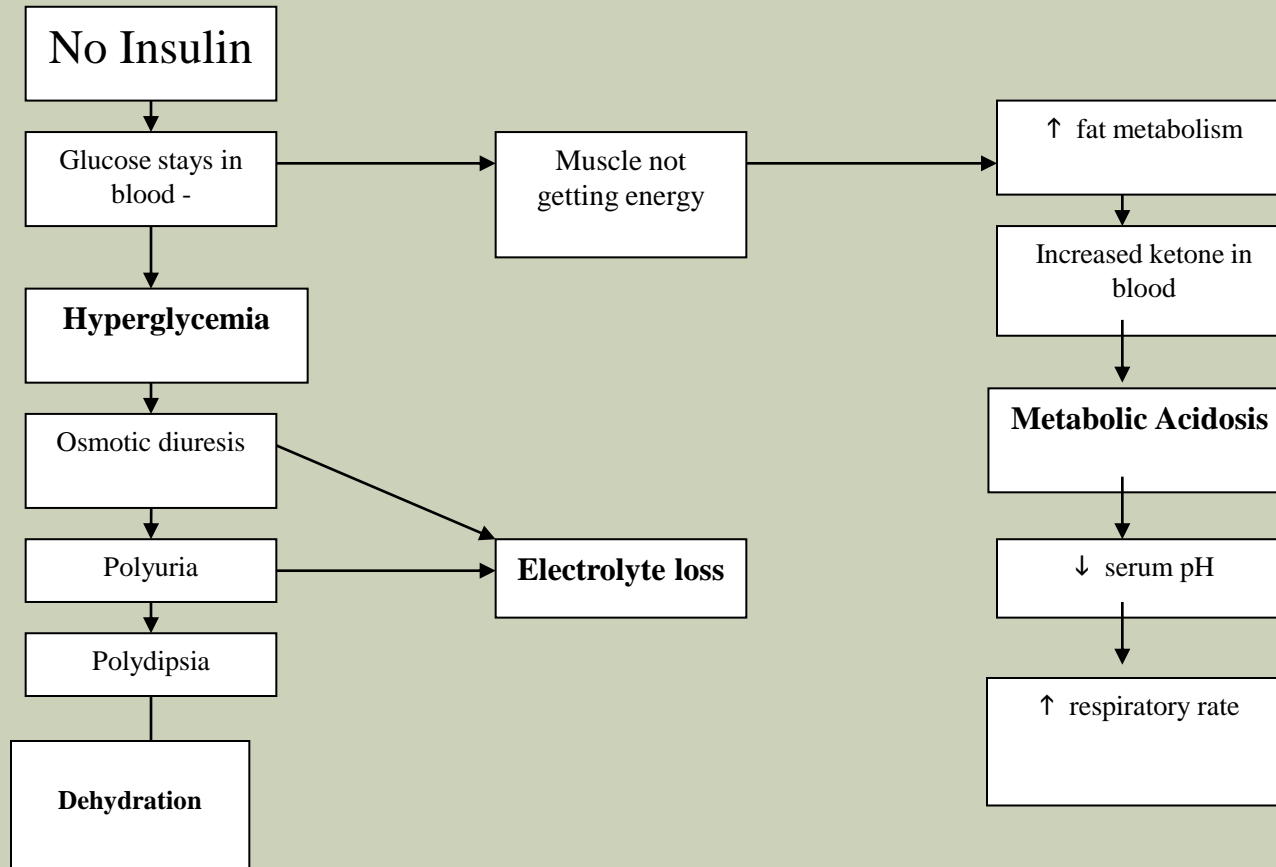 No Insulin
Glucose stays in
blood -
Muscle not
getting energy
↑ fat metabolism
Increased ketone in
blood
Hyperglycemia
Metabolic Acidosis
Osmotic diuresis
Polyuria
Electrolyte loss
↓ serum pH
Polydipsia
↑ respiratory rate
Dehydration